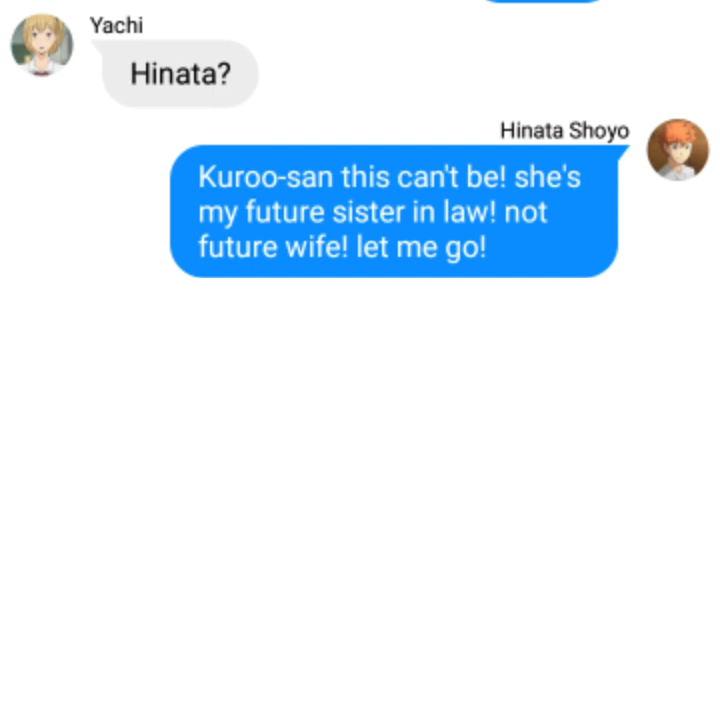 Yachi
Hinata?
Hinata Shoyo
Kuroo-san this can't be! she's
my future sister in law! not
future wife! let me go!